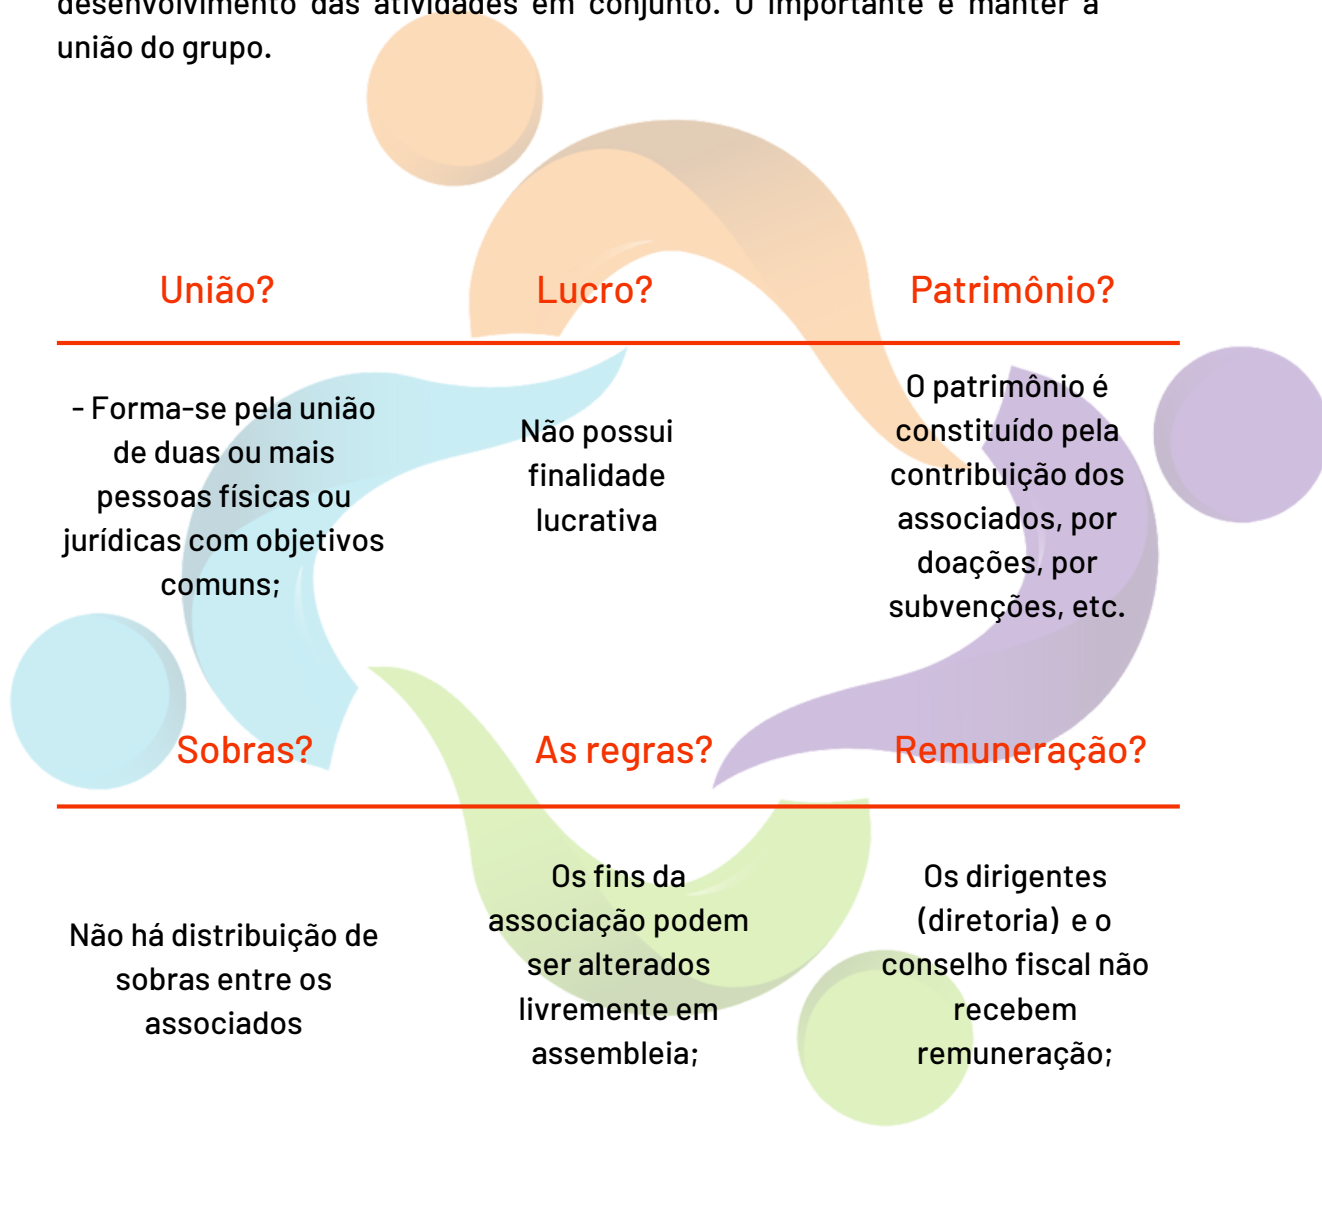 desenvolvimento das atividades em conjunto. O importante é manter a
união do grupo.
União?
Lucro?
Patrimônio?
- Forma-se pela união
de duas ou mais
pessoas físicas ou
jurídicas com objetivos
comuns;
Não possui
finalidade
lucrativa
O patrimônio é
constituído pela
contribuição dos
associados, por
doações, por
subvenções, etc.
Sobras?
As regras?
Remuneração?
Não há distribuição de
sobras entre os
associados
Os fins da
associação podem
ser alterados
livremente em
assembleia;
Os dirigentes
(diretoria) e o
conselho fiscal não
recebem
remuneração;